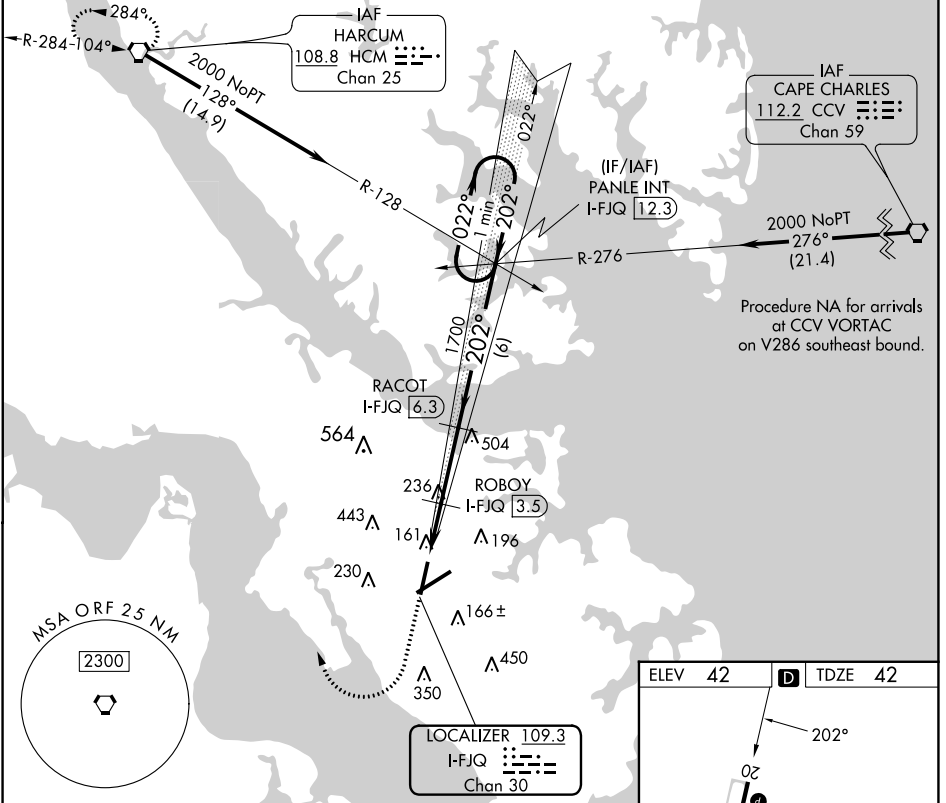 284°
R-284-104°
IAF
HARCUM
108.8 HCM
Chan 25
2000 NoPT
128°
(14.9)
R-128
022°
IAF
CAPE CHARLES
112.2 CCV
Chan 59
(IF/IAF)
PANLE INT
I-FJQ 12.3
022°
1 min
202°
2000 NoPT
276°
(21.4)
R-276
Procedure NA for arrivals
at CCV VORTAC
on V286 southeast bound.
1700
202°
(6)
RACOT
I-FJQ 6.3
564
504
236
ROBOY
I-FJQ 3.5
443
161
196
230
166±
450
350
MSA ORF 25 NM
2300
LOCALIZER 109.3
I-FJQ
Chan 30
ELEV 42 D TDZE 42
202°
20